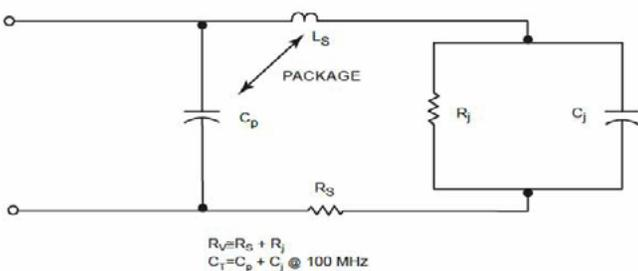 L_S
PACKAGE
C_p
R_j
C_j
R_S
R_V=R_S + R_j
C_T=C_p + C_j @ 100 MHz